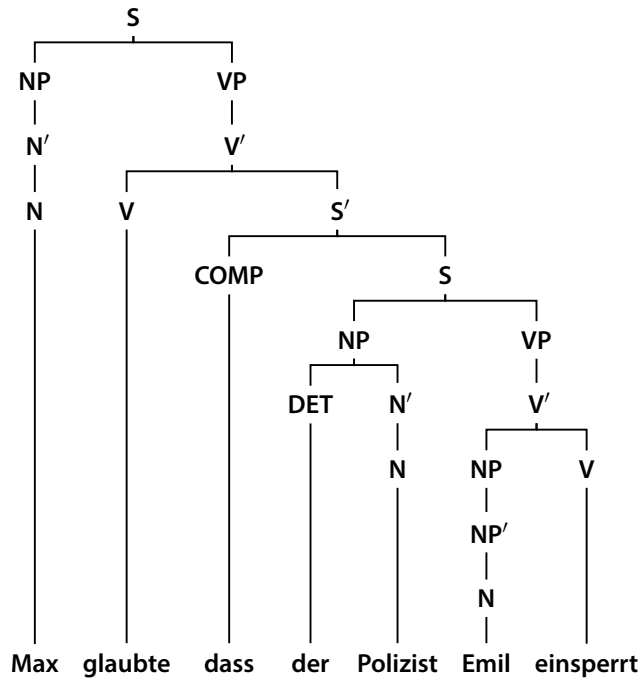 S
NP VP
N′ V′
N V S′
COMP S
NP VP
DET N′ V′
N NP V
NP′
N
Max glaubte dass der Polizist Emil einsperrt